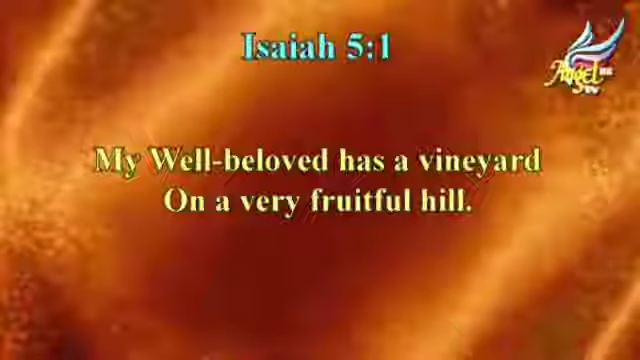 Isaiah 5:1
Angel
TV
My Well-beloved has a vineyard
On a very fruitful hill.